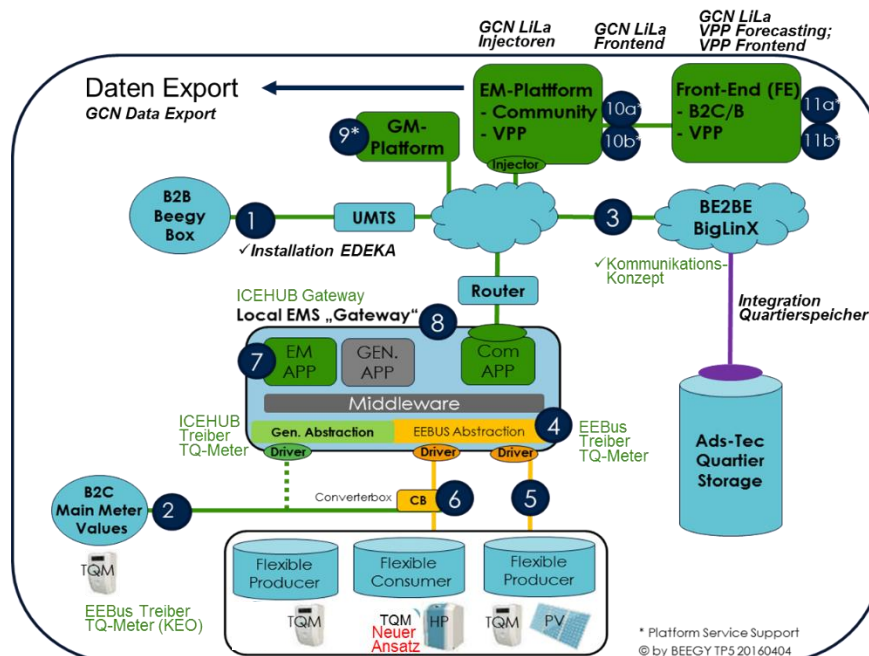 GCN LiLa
Injectoren
GCN LiLa
Frontend
GCN LiLa
VPP Forecasting;
VPP Frontend
Daten Export
GCN Data Export
EM-Plattform
- Community
- VPP
Injector
10a*
10b*
Front-End (FE)
- B2C/B
- VPP
11a*
11b*
9*
GM-
Platform
B2B
Beegy
Box
1
UMTS
✓Installation EDEKA
3
BE2BE
BigLinX
✓Kommunikations-
Konzept
Integration
Quartierspeicher
Router
ICEHUB Gateway
Local EMS „Gateway“
8
7
EM
APP
GEN.
APP
Com
APP
Middleware
Gen. Abstraction
EEBUS Abstraction
4
ICEHUB
Treiber
TQ-Meter
EEBus
Treiber
TQ-Meter
Driver
Driver
Driver
Ads-Tec
Quartier
Storage
B2C
Main Meter
Values
2
Converterbox
CB
6
5
TQM
EEBus Treiber
TQ-Meter (KEO)
Flexible
Producer
TQM
Flexible
Consumer
TQM
HP
Neuer
Ansatz
Flexible
Producer
TQM
PV
* Platform Service Support
© by BEEGY TP5 20160404